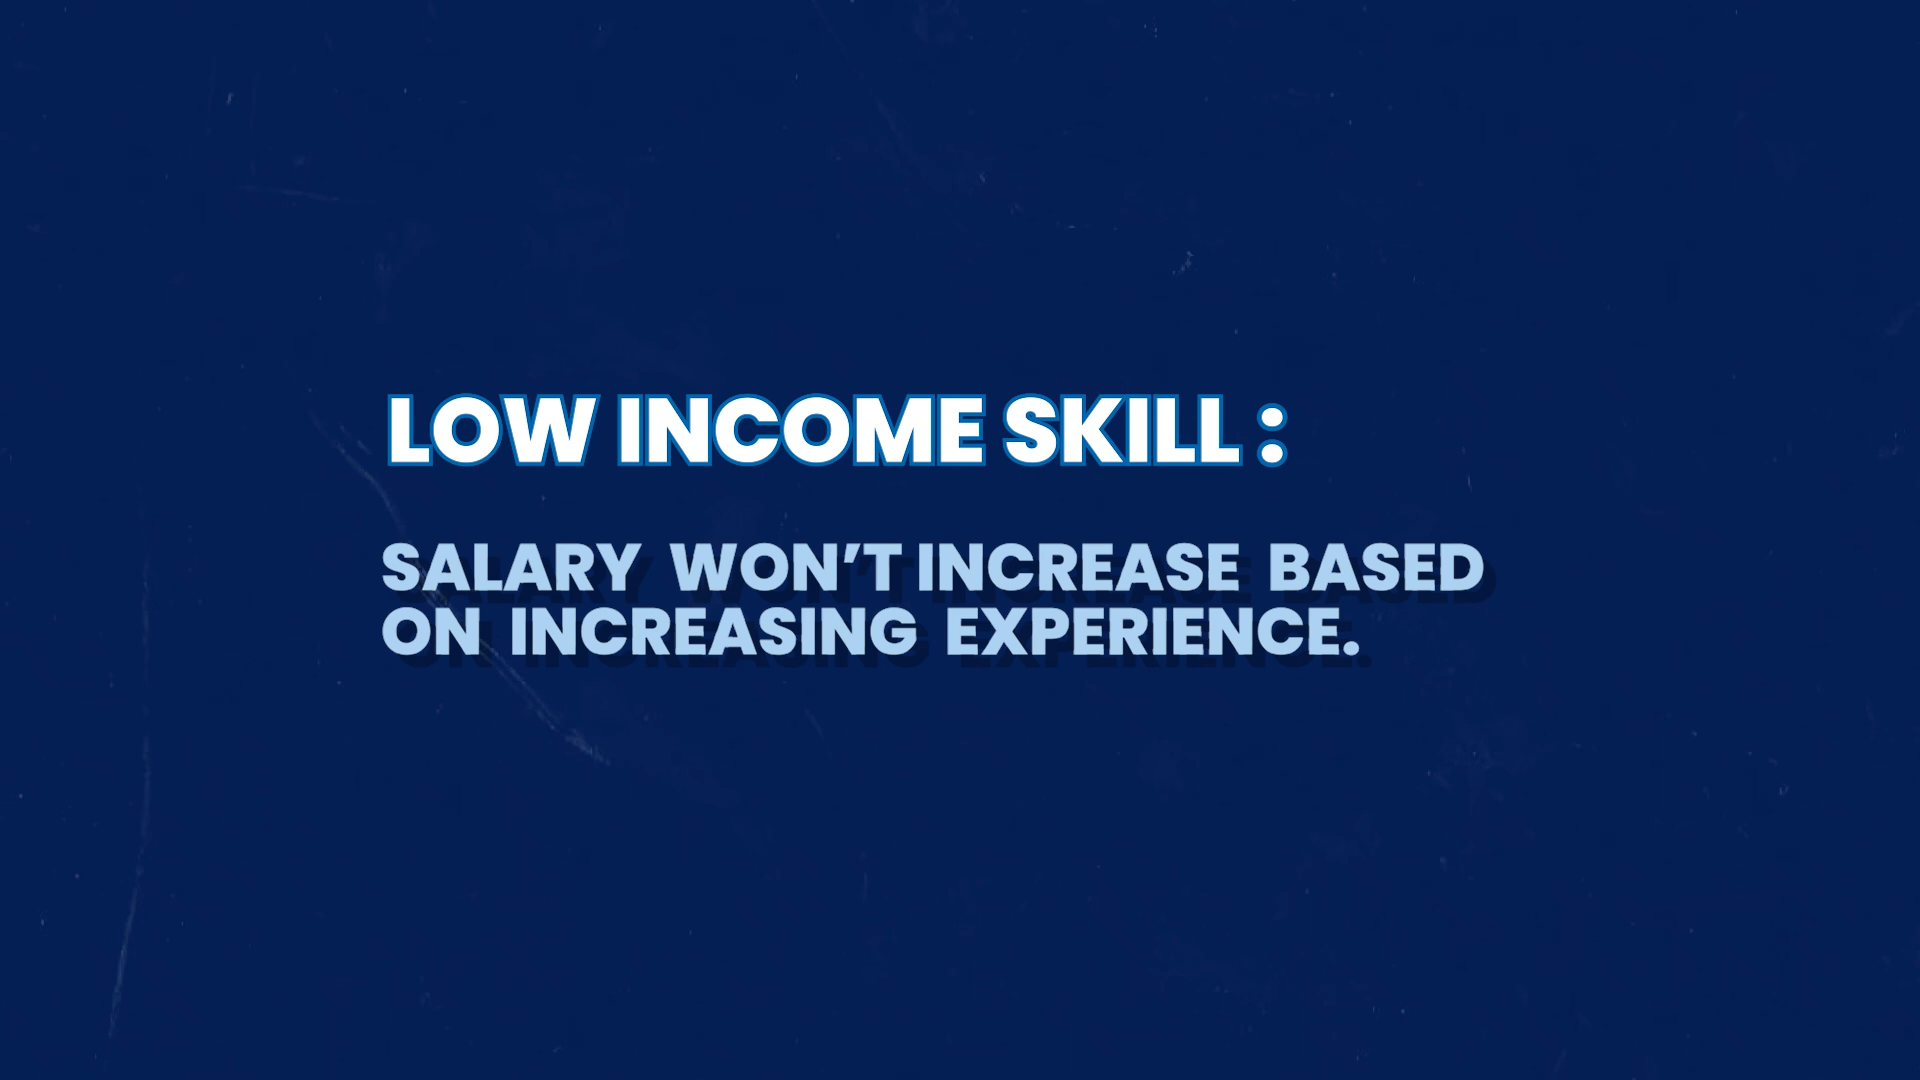 LOW INCOME SKILL :
SALARY WON’T INCREASE BASED
ON INCREASING EXPERIENCE.